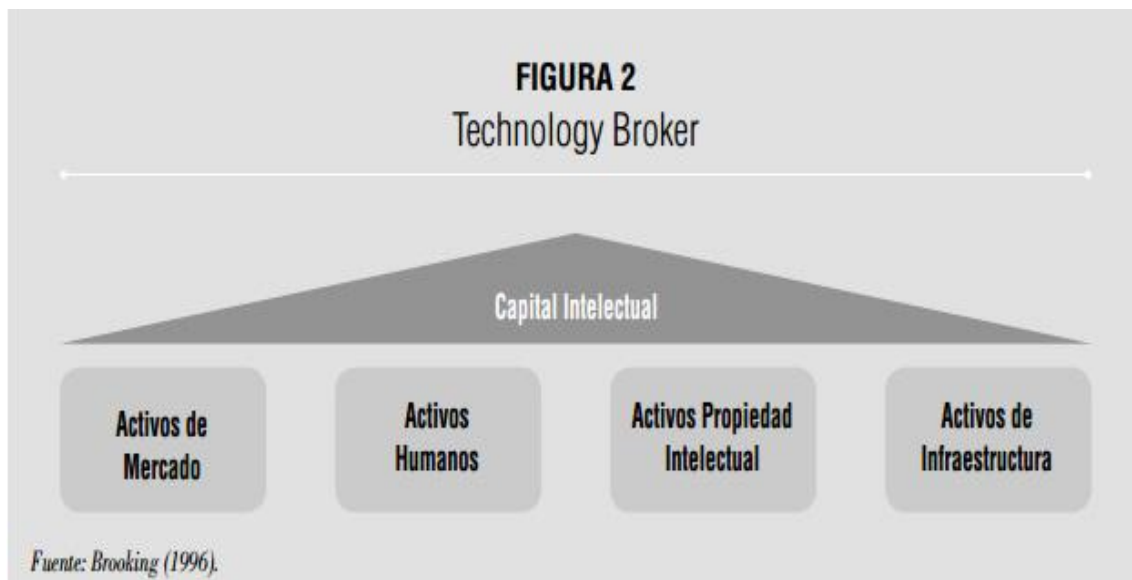 FIGURA 2
Technology Broker
Capital Intelectual
Activos de
Mercado
Activos
Humanos
Activos Propiedad
Intelectual
Activos de
Infraestructura
Fuente: Brooking (1996).